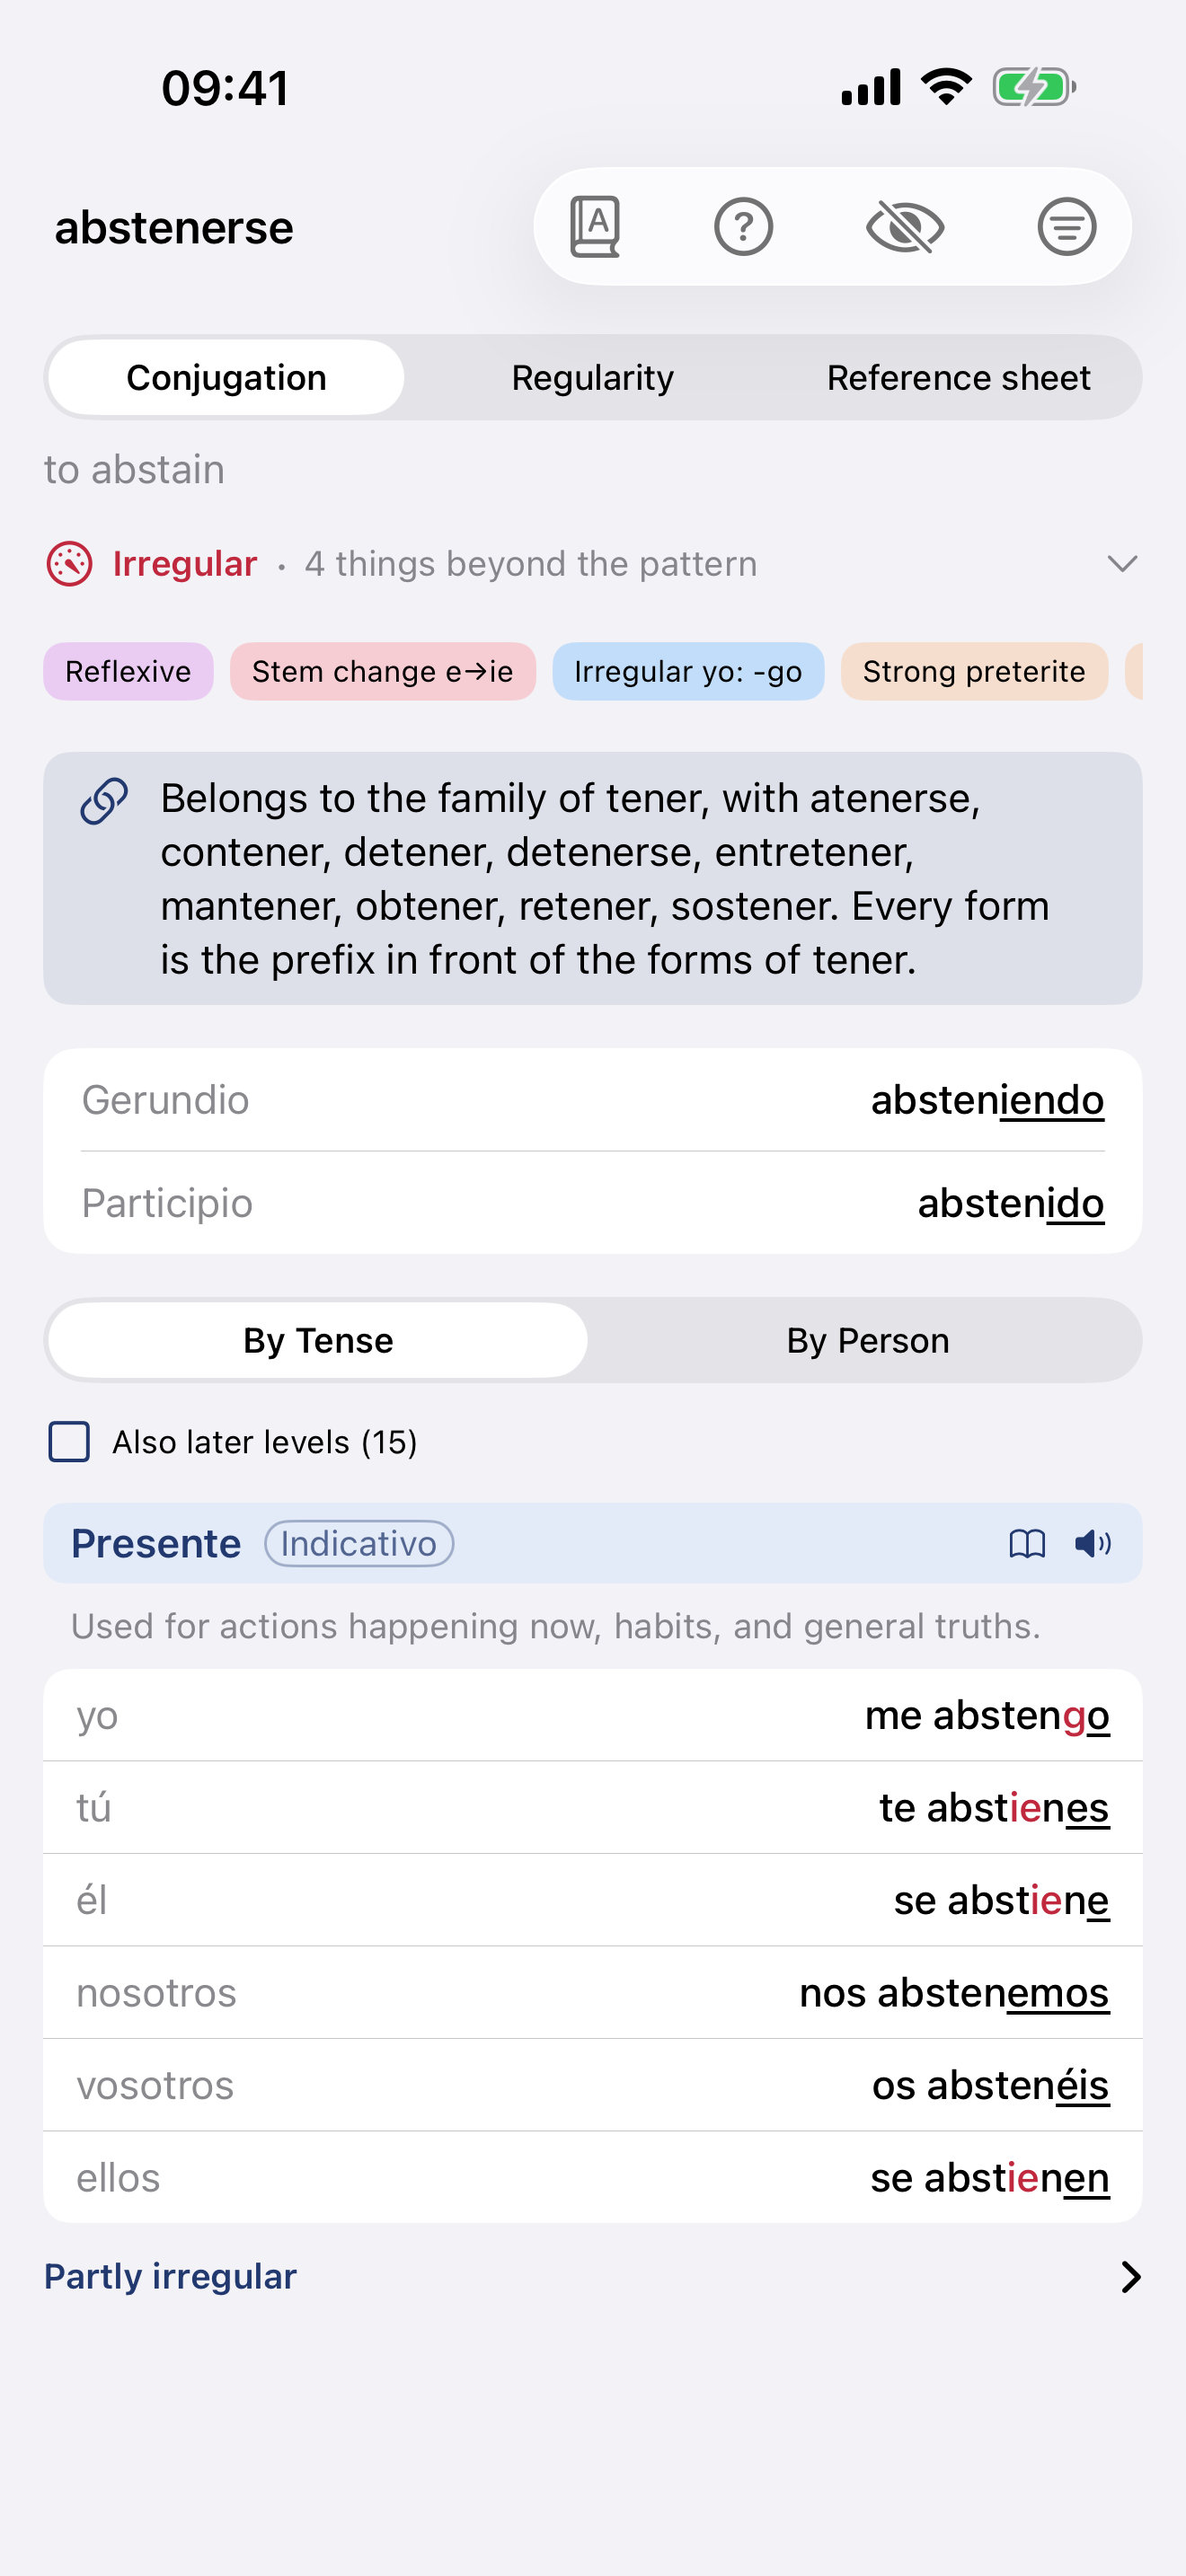 09:41
abstenerse
A
?
Conjugation
Regularity
Reference sheet
to abstain
Irregular · 4 things beyond the pattern
Reflexive
Stem change e→ie
Irregular yo: -go
Strong preterite
Belongs to the family of tener, with atenerse,
contener, detener, detenerse, entretener,
mantener, obtener, retener, sostener. Every form
is the prefix in front of the forms of tener.
Gerundio absteniendo
Participio abstenido
By Tense
By Person
Also later levels (15)
Presente Indicativo
Used for actions happening now, habits, and general truths.
yo me abstengo
tú te abstienes
él se abstiene
nosotros nos abstenemos
vosotros os abstenéis
ellos se abstienen
Partly irregular